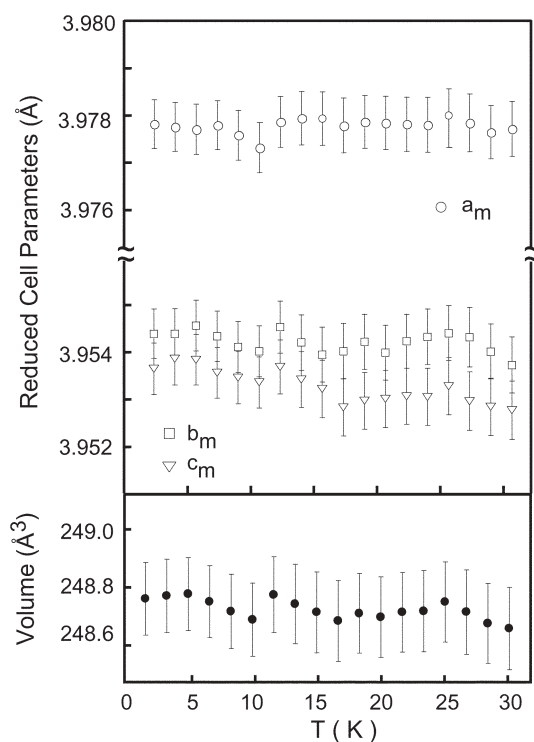 3.980
3.978
3.976
a_m
Reduced Cell Parameters (Å)
3.954
3.952
b_m
c_m
249.0
248.8
248.6
Volume (Å³)
0 5 10 15 20 25 30
T ( K )